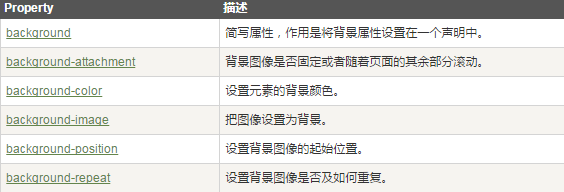 Property 描述
background 简写属性，作用是将背景属性设置在一个声明中。
background-attachment 背景图像是否固定或者随着页面的其余部分滚动。
background-color 设置元素的背景颜色。
background-image 把图像设置为背景。
background-position 设置背景图像的起始位置。
background-repeat 设置背景图像是否及如何重复。